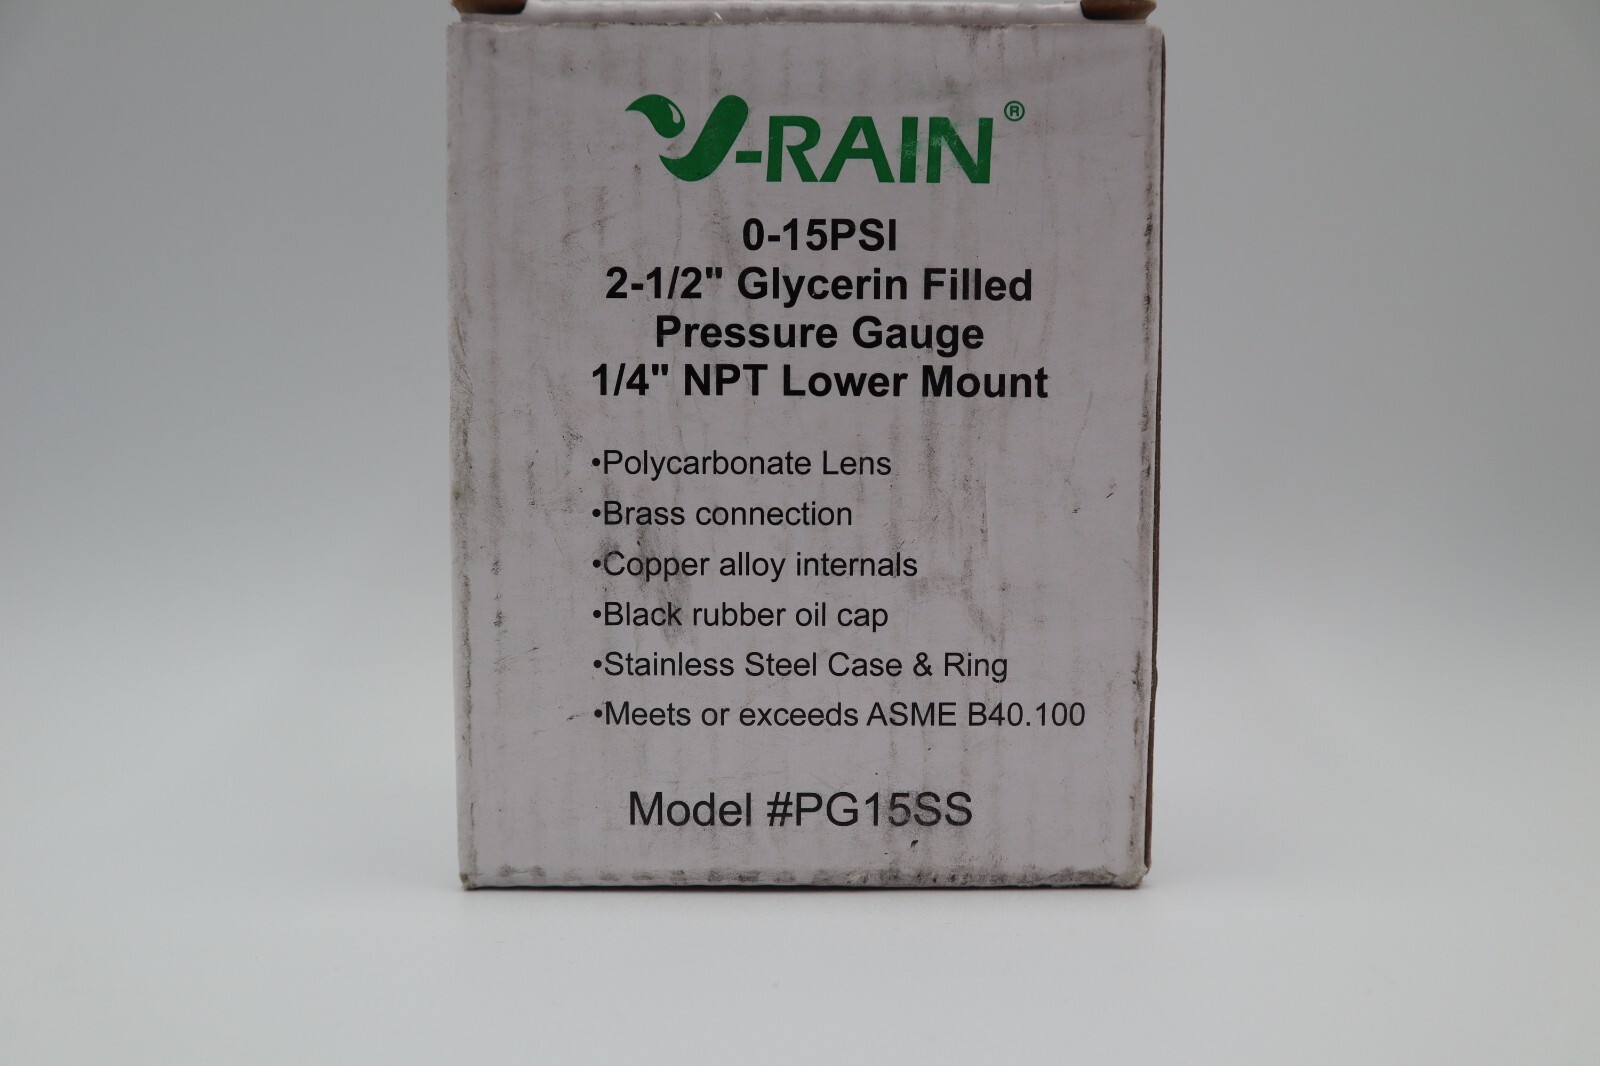 Y-RAIN®
0-15PSI
2-1/2" Glycerin Filled
Pressure Gauge
1/4" NPT Lower Mount
•Polycarbonate Lens
•Brass connection
•Copper alloy internals
•Black rubber oil cap
•Stainless Steel Case & Ring
•Meets or exceeds ASME B40.100
Model #PG15SS